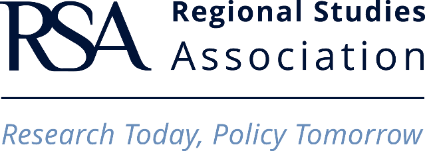 RSA Regional Studies
Association
Research Today, Policy Tomorrow